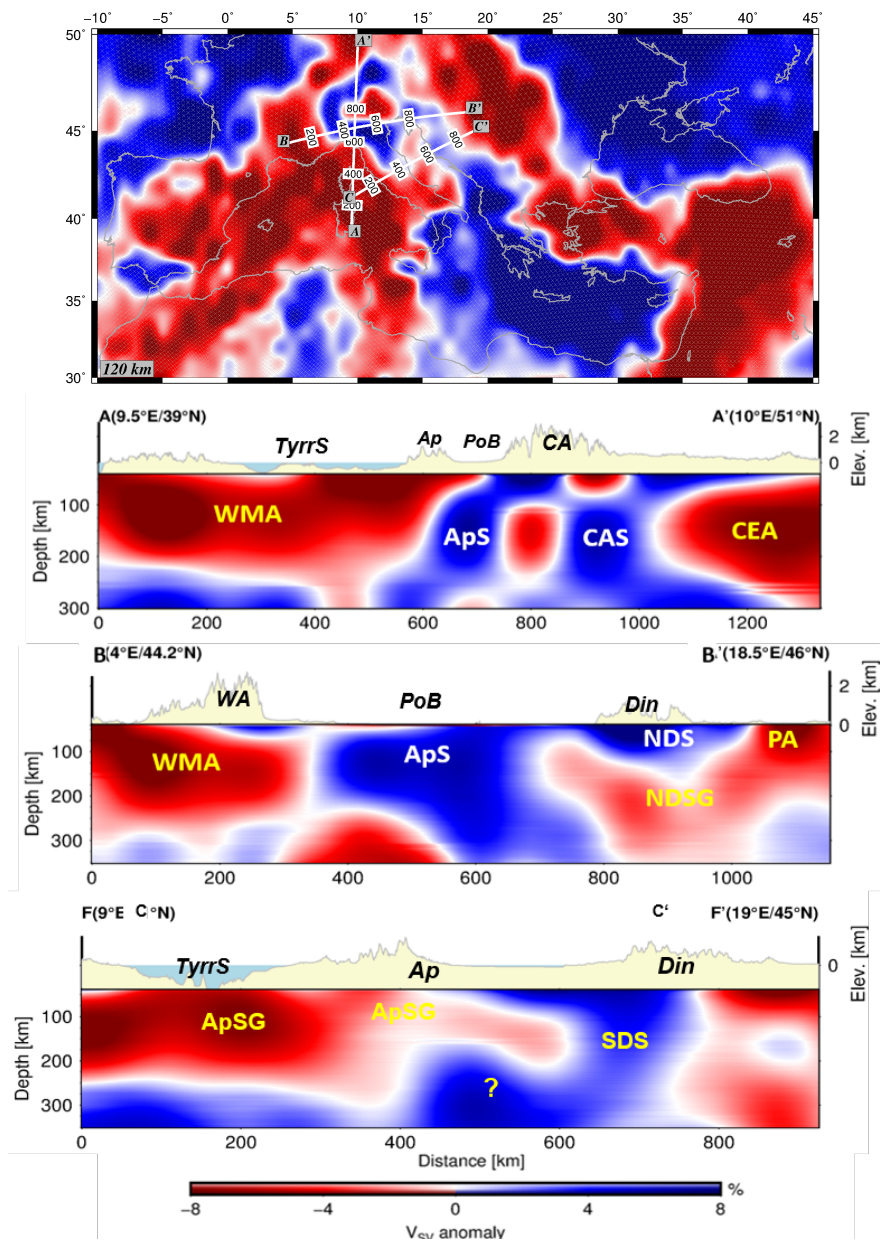 −10° −5° 0° 5° 10° 15° 20° 25° 30° 35° 40° 45°
50°
45°
40°
35°
30°
A'
B'
C'
B
C
A
800
600
400
200
800
600
400
200
200
400
600
800
120 km
A(9.5°E/39°N) A'(10°E/51°N)
TyrrS Ap PoB CA
2
0
Elev. [km]
WMA ApS CAS CEA
Depth [km]
100
200
300
0 200 400 600 800 1000 1200
B(4°E/44.2°N) B.'(18.5°E/46°N)
WA PoB Din
2
0
Elev. [km]
WMA ApS NDS PA
NDSG
Depth [km]
100
200
300
0 200 400 600 800 1000
F(9°E C °N) C' F'(19°E/45°N)
TyrrS Ap Din
0
Elev. [km]
ApSG ApSG SDS
?
Depth [km]
100
200
300
0 200 400 600 800
Distance [km]
−8 −4 0 4 8 %
VSV anomaly